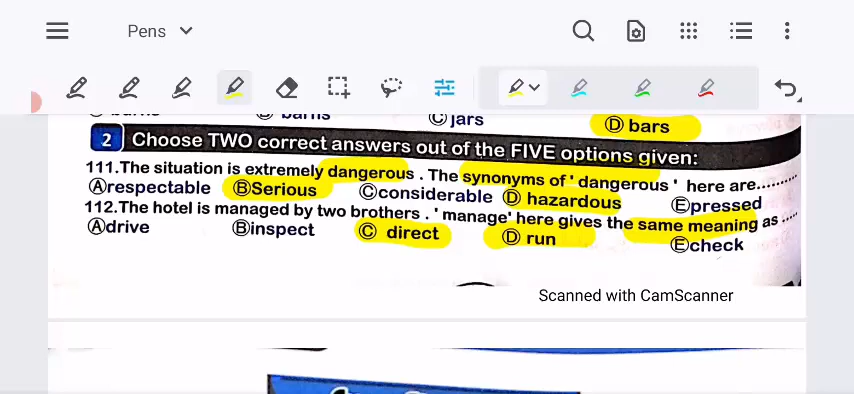 Pens
Ⓒjars
Ⓓ bars
2 Choose TWO correct answers out of the FIVE options given:
111.The situation is extremely dangerous . The synonyms of ' dangerous ' here are.........
Ⓐrespectable ⒷSerious Ⓒconsiderable Ⓓ hazardous Ⓔpressed
112.The hotel is managed by two brothers . ' manage' here gives the same meaning as .....
Ⓐdrive Ⓑinspect Ⓒ direct Ⓓ run Ⓔcheck
Scanned with CamScanner